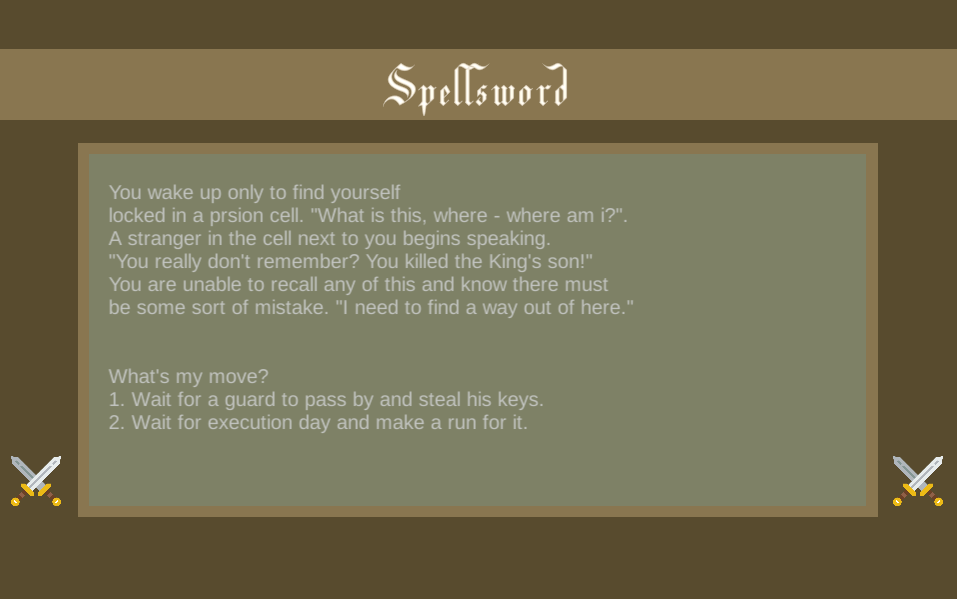 Spellsword
You wake up only to find yourself
locked in a prsion cell. "What is this, where - where am i?".
A stranger in the cell next to you begins speaking.
"You really don't remember? You killed the King's son!"
You are unable to recall any of this and know there must
be some sort of mistake. "I need to find a way out of here."
What's my move?
1. Wait for a guard to pass by and steal his keys.
2. Wait for execution day and make a run for it.